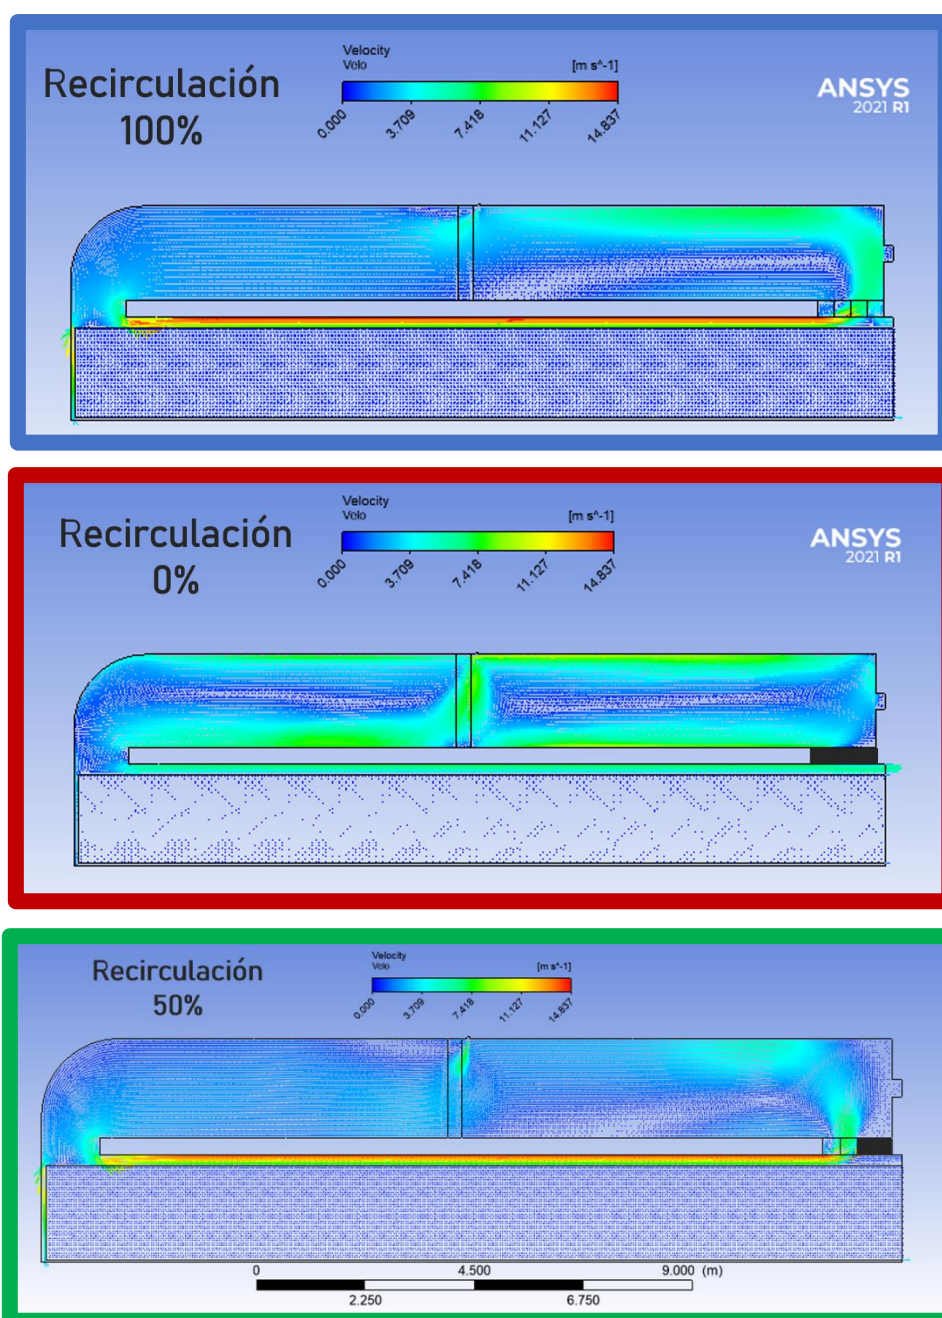 Velocity
Velo
[m s^-1]
Recirculación
100%
0.000 3.709 7.418 11.127 14.837
ANSYS
2021 R1
Velocity
Velo
[m s^-1]
Recirculación
0%
0.000 3.709 7.418 11.127 14.837
ANSYS
2021 R1
Velocity
Velo
[m s^-1]
Recirculación
50%
0.000 3.709 7.418 11.127 14.837
0 4.500 9.000 (m)
2.250 6.750